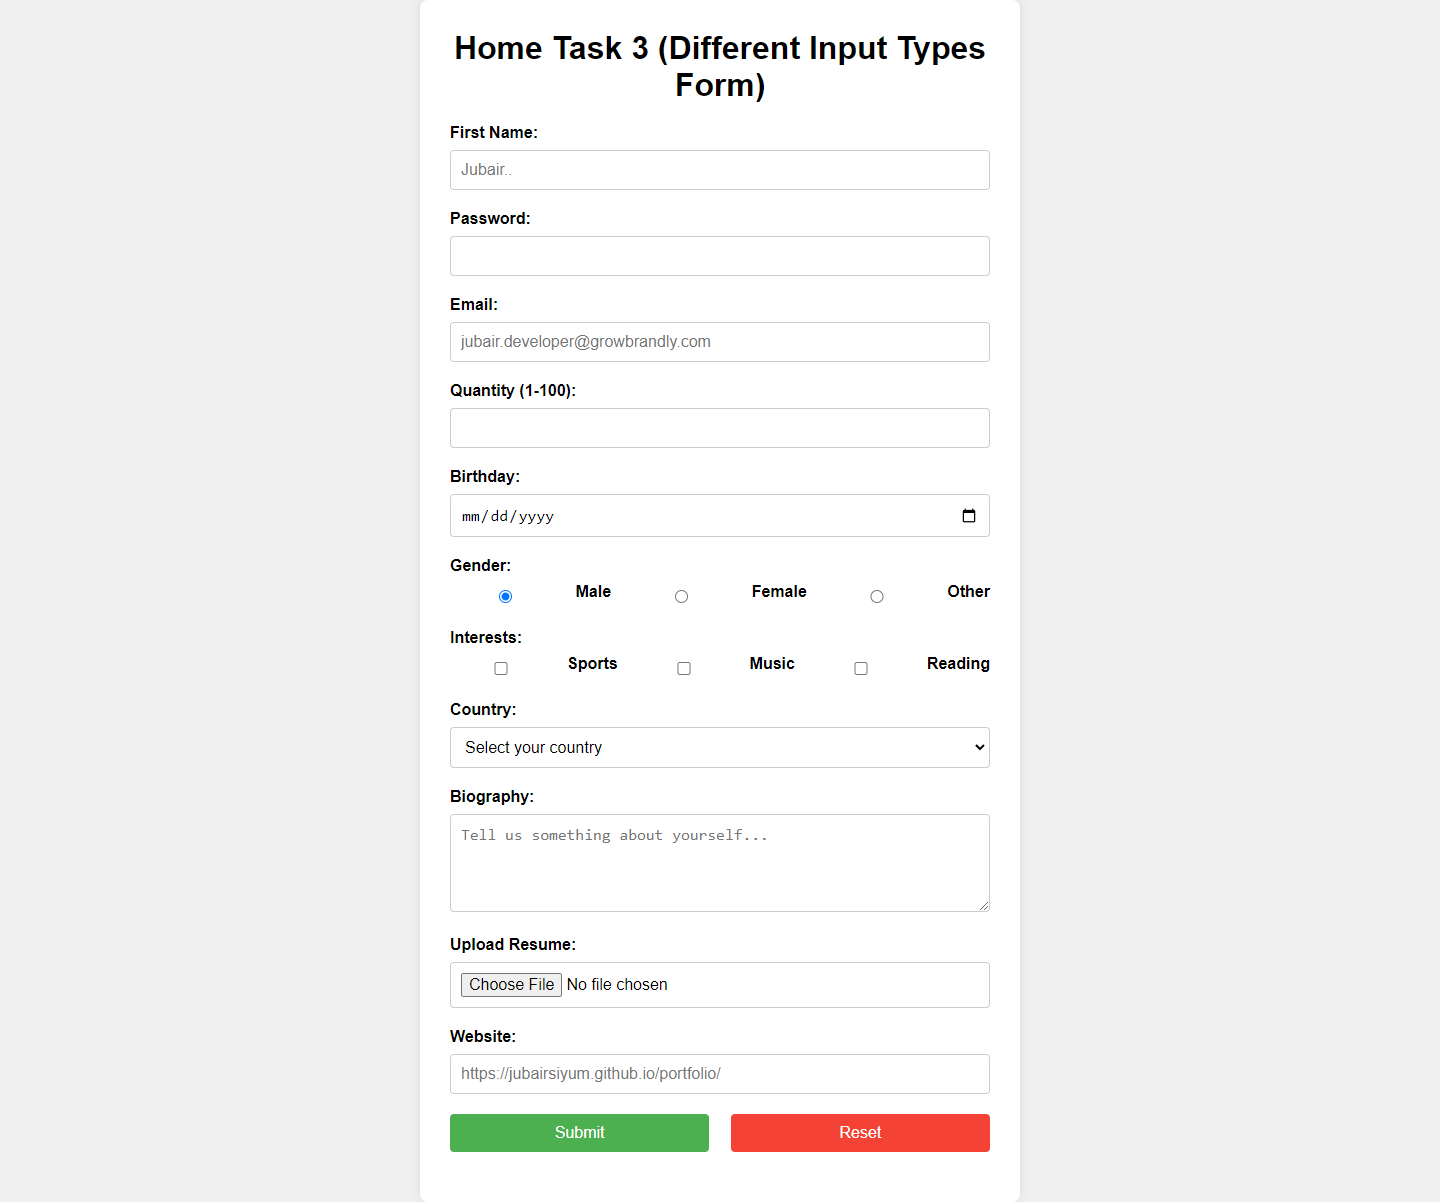 Home Task 3 (Different Input Types
Form)
First Name:
Jubair..
Password:
Email:
jubair.developer@growbrandly.com
Quantity (1-100):
Birthday:
mm/dd/yyyy
Gender:
Male Female Other
Interests:
Sports Music Reading
Country:
Select your country
Biography:
Tell us something about yourself...
Upload Resume:
Choose File No file chosen
Website:
https://jubairsiyum.github.io/portfolio/
Submit Reset